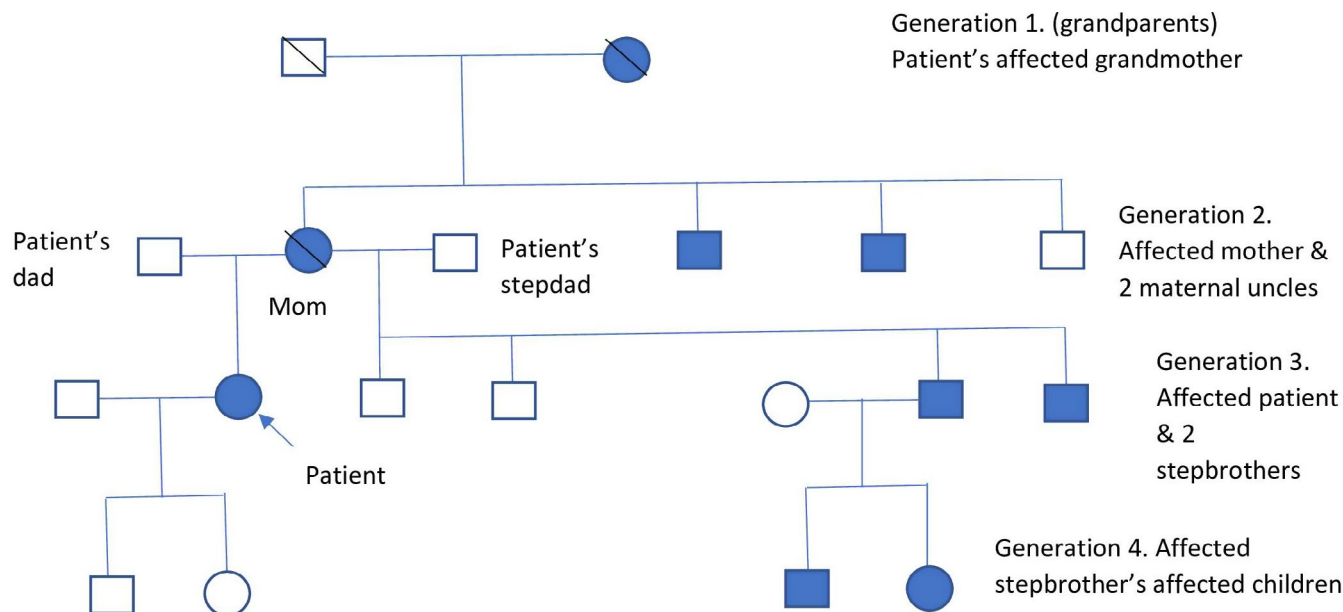 Generation 1. (grandparents)
Patient's affected grandmother
Patient's
dad
Mom
Patient's
stepdad
Generation 2.
Affected mother &
2 maternal uncles
Patient
Generation 3.
Affected patient
& 2
stepbrothers
Generation 4. Affected
stepbrother's affected children